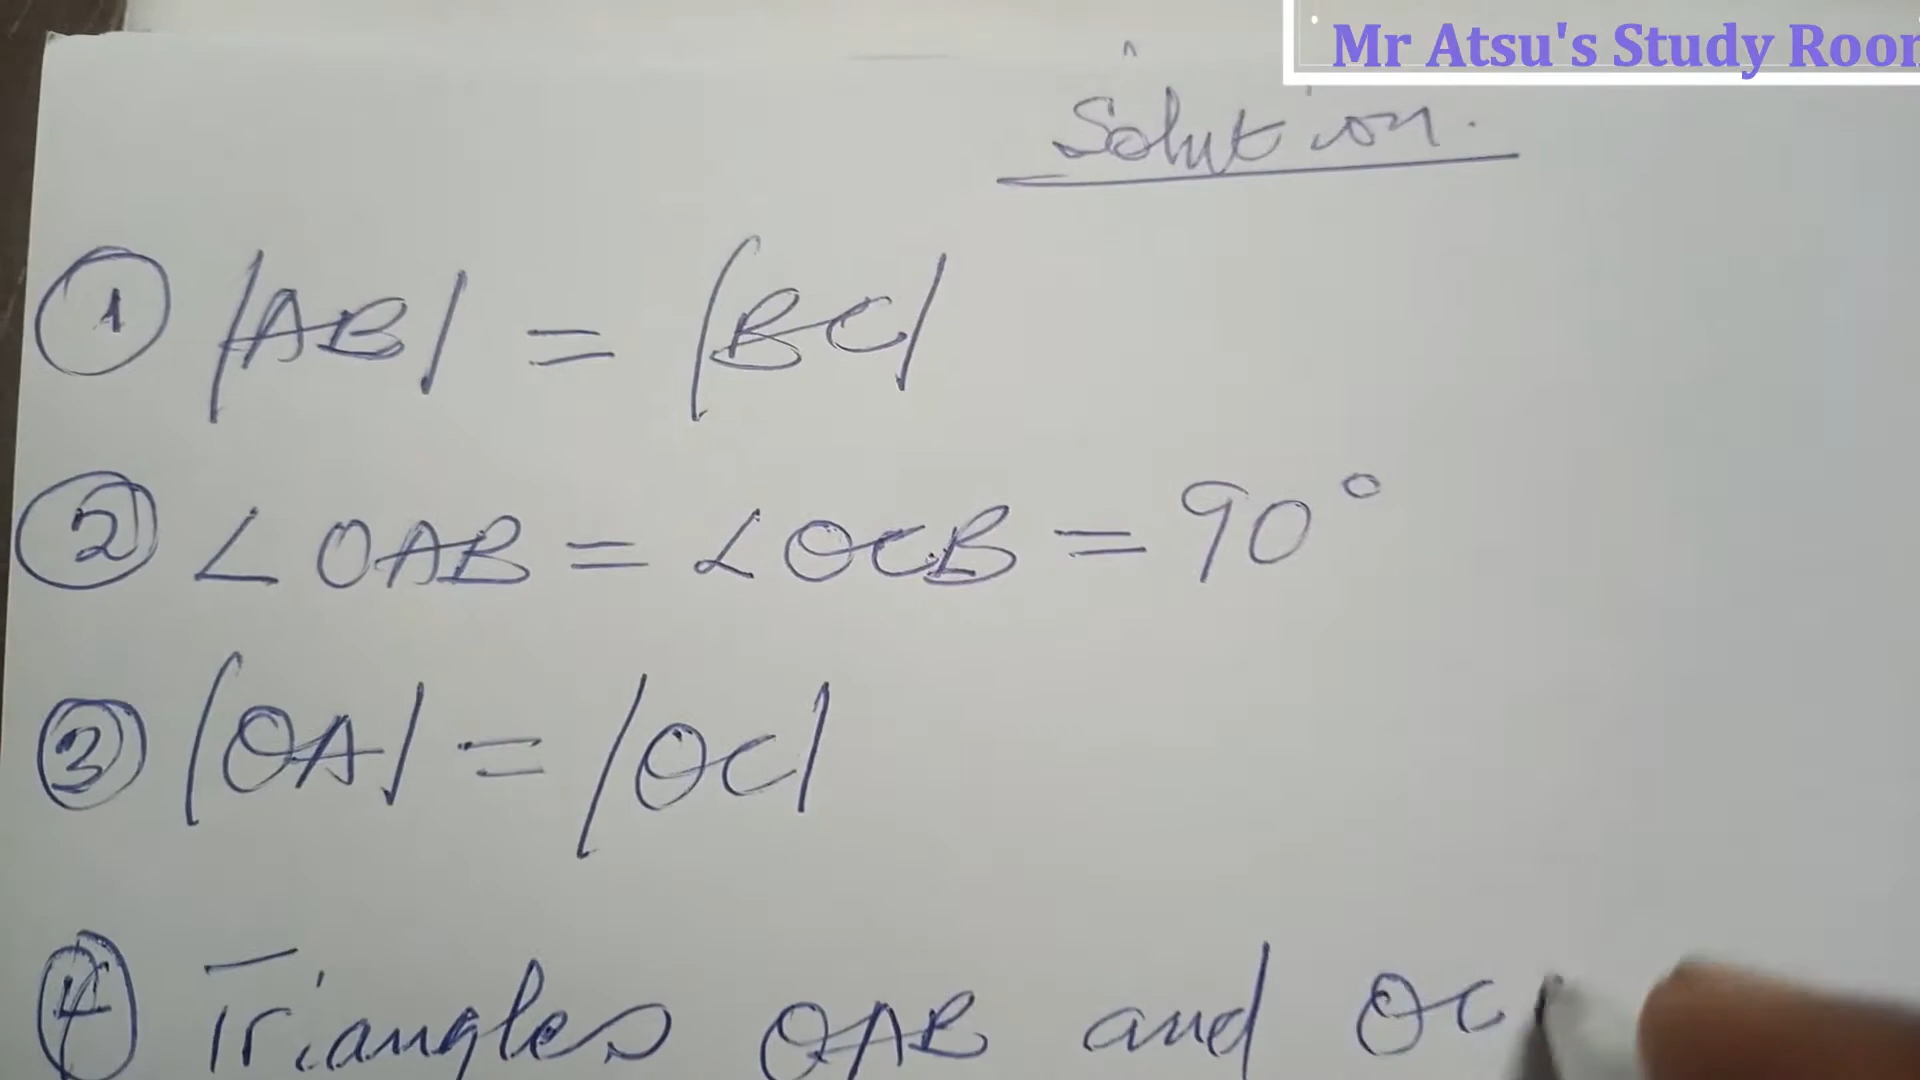 Mr Atsu's Study Room
Solution.
① |AB| = |BC|
② ∠OAB = ∠OCB = 90°
③ |OA| = |OC|
④ Triangles OAB and OC